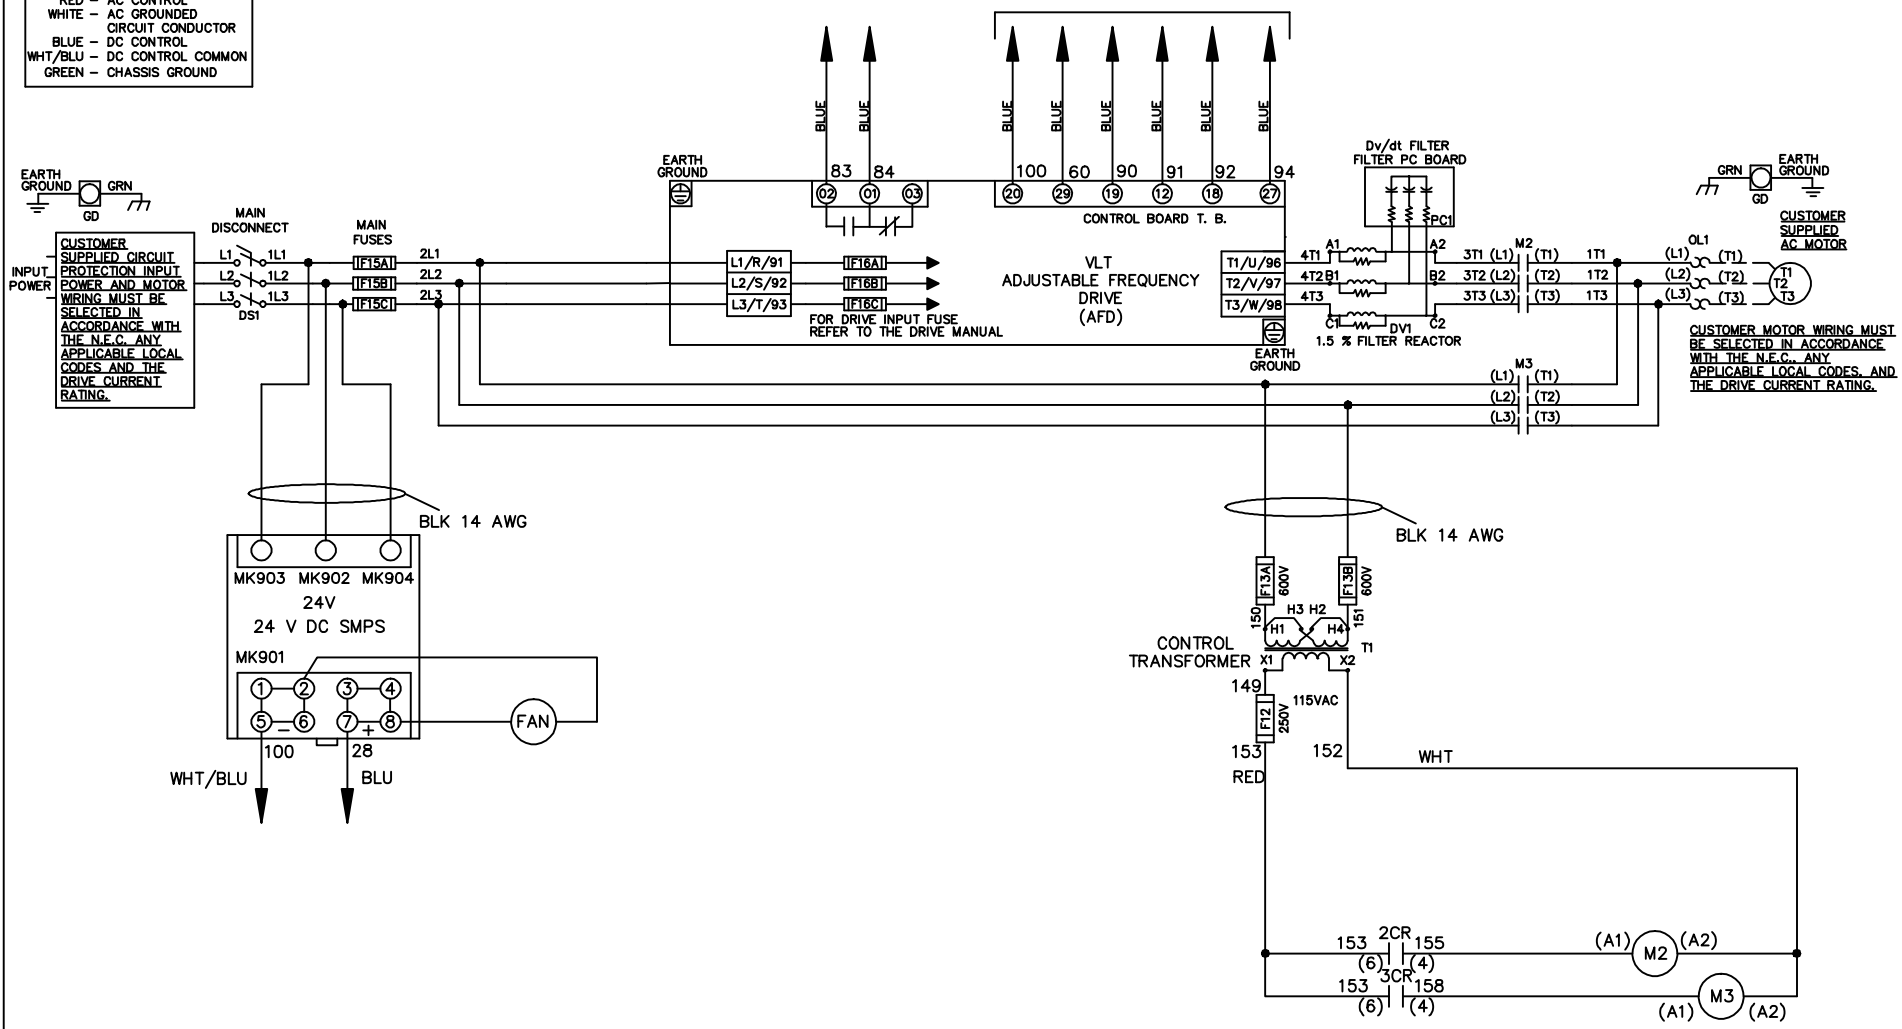 RED – AC CONTROL
WHITE – AC GROUNDED
CIRCUIT CONDUCTOR
BLUE – DC CONTROL
WHT/BLU – DC CONTROL COMMON
GREEN – CHASSIS GROUND
BLUE
BLUE
BLUE
BLUE
BLUE
BLUE
BLUE
BLUE
EARTH
GROUND
GRN
GD
MAIN
DISCONNECT
MAIN
FUSES
INPUT
POWER
CUSTOMER
SUPPLIED CIRCUIT
PROTECTION INPUT
POWER AND MOTOR
WIRING MUST BE
SELECTED IN
ACCORDANCE WITH
THE N.E.C. ANY
APPLICABLE LOCAL
CODES AND THE
DRIVE CURRENT
RATING.
L1 1L1
L2 1L2
L3 1L3
DS1
F15A
F15B
F15C
2L1
2L2
2L3
EARTH
GROUND
83 84
02 01 03
100 60 90 91 92 94
20 29 19 12 18 27
CONTROL BOARD T. B.
L1/R/91
L2/S/92
L3/T/93
F16A
F16B
F16C
FOR DRIVE INPUT FUSE
REFER TO THE DRIVE MANUAL
VLT
ADJUSTABLE FREQUENCY
DRIVE
(AFD)
T1/U/96
T2/V/97
T3/W/98
EARTH
GROUND
4T1
4T2
4T3
Dv/dt FILTER
FILTER PC BOARD
PC1
A1 A2
B1 B2
C1 C2
DV1
1.5 % FILTER REACTOR
M2
3T1 (L1) (T1) 1T1
3T2 (L2) (T2) 1T2
3T3 (L3) (T3) 1T3
OL1
(L1) (T1)
(L2) (T2)
(L3) (T3)
GRN
EARTH
GROUND
GD
CUSTOMER
SUPPLIED
AC MOTOR
T1
T2
T3
CUSTOMER MOTOR WIRING MUST
BE SELECTED IN ACCORDANCE
WITH THE N.E.C., ANY
APPLICABLE LOCAL CODES, AND
THE DRIVE CURRENT RATING.
M3
(L1) (T1)
(L2) (T2)
(L3) (T3)
BLK 14 AWG
MK903 MK902 MK904
24V
24 V DC SMPS
MK901
1 2 3 4
5 6 7 8
– +
FAN
100 28
WHT/BLU BLU
BLK 14 AWG
F13A 600V
F13B 600V
150 151
H3 H2
H1 H4
T1
CONTROL
TRANSFORMER
X1 X2
149
115VAC
F12 250V
153 152
RED
WHT
2CR
153 155
(6) (4)
(A1) M2 (A2)
3CR
153 158
(6) (4)
(A1) M3 (A2)